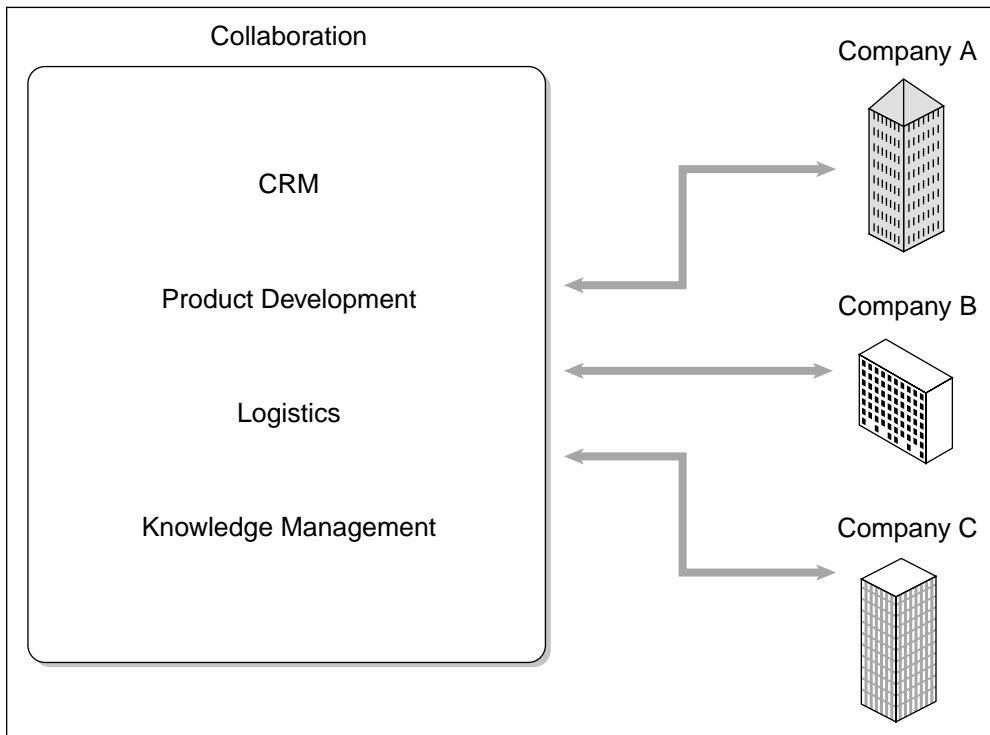 Collaboration
CRM
Product Development
Logistics
Knowledge Management
Company A
Company B
Company C